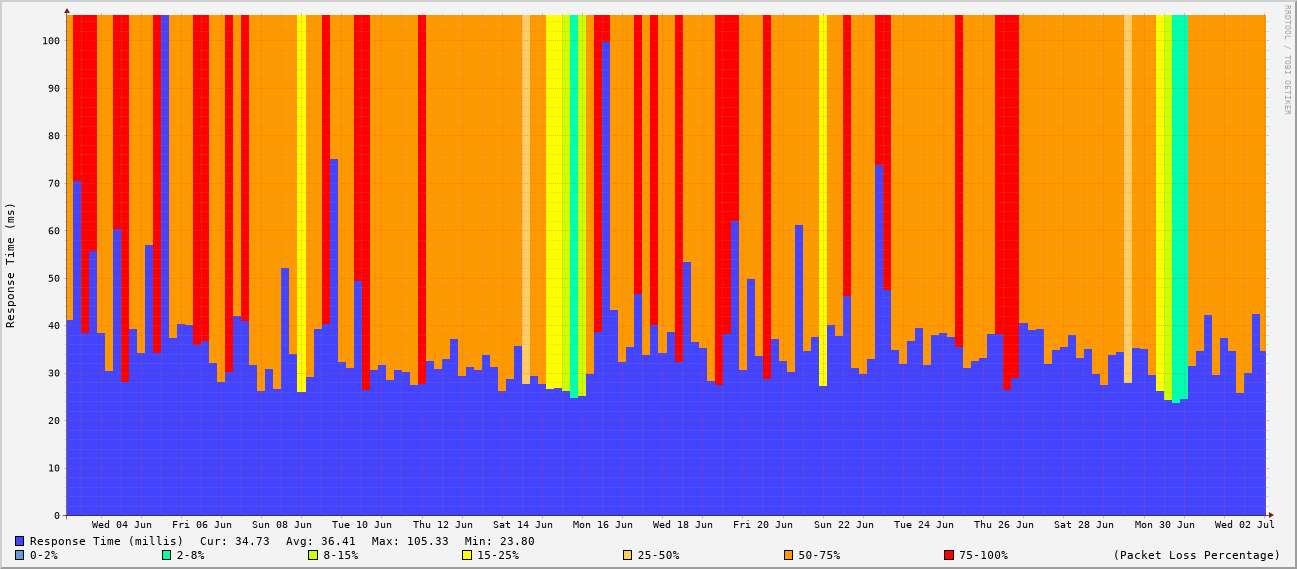 RRDTOOL / TOBI OETIKER
Response Time (ms)
100
90
80
70
60
50
40
30
20
10
0
Wed 04 Jun Fri 06 Jun Sun 08 Jun Tue 10 Jun Thu 12 Jun Sat 14 Jun Mon 16 Jun Wed 18 Jun Fri 20 Jun Sun 22 Jun Tue 24 Jun Thu 26 Jun Sat 28 Jun Mon 30 Jun Wed 02 Jul
Response Time (millis) Cur: 34.73 Avg: 36.41 Max: 105.33 Min: 23.80
0-2% 2-8% 8-15% 15-25% 25-50% 50-75% 75-100% (Packet Loss Percentage)